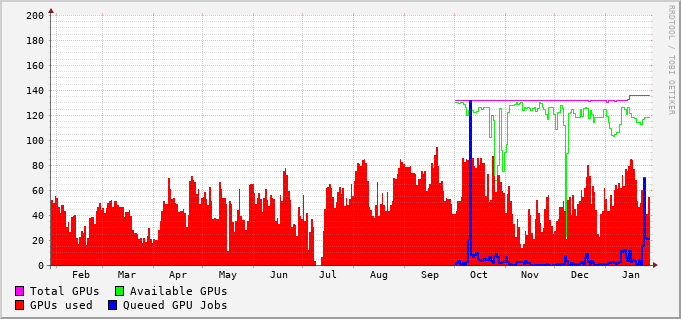 200
180
160
140
120
100
80
60
40
20
0
Feb Mar Apr May Jun Jul Aug Sep Oct Nov Dec Jan
Total GPUs Available GPUs
GPUs used Queued GPU Jobs
RRDTOOL / TOBI OETIKER